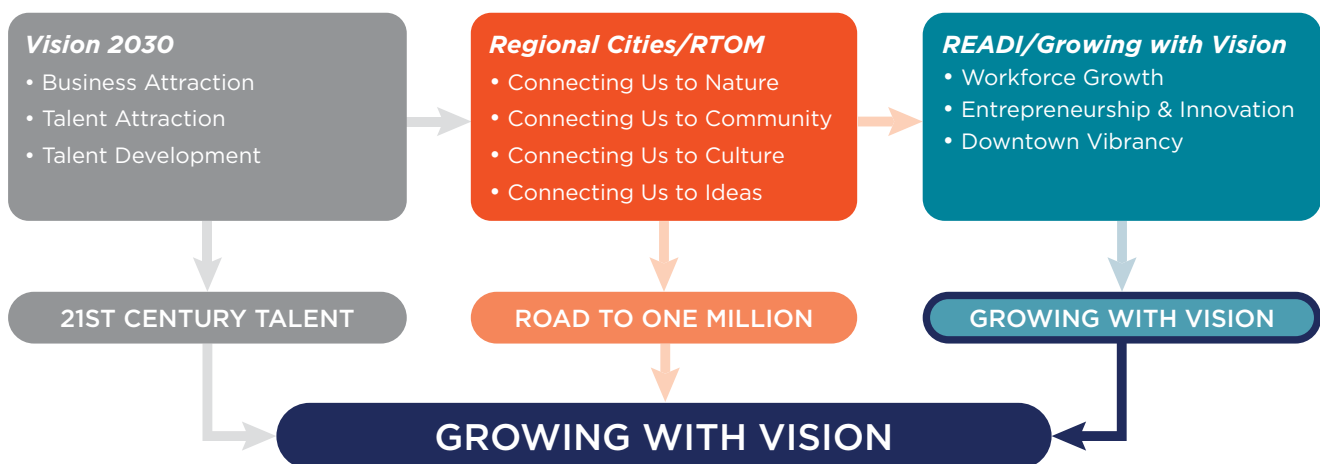 Vision 2030
• Business Attraction
• Talent Attraction
• Talent Development
Regional Cities/RTOM
• Connecting Us to Nature
• Connecting Us to Community
• Connecting Us to Culture
• Connecting Us to Ideas
READI/Growing with Vision
• Workforce Growth
• Entrepreneurship & Innovation
• Downtown Vibrancy
21ST CENTURY TALENT
ROAD TO ONE MILLION
GROWING WITH VISION
GROWING WITH VISION